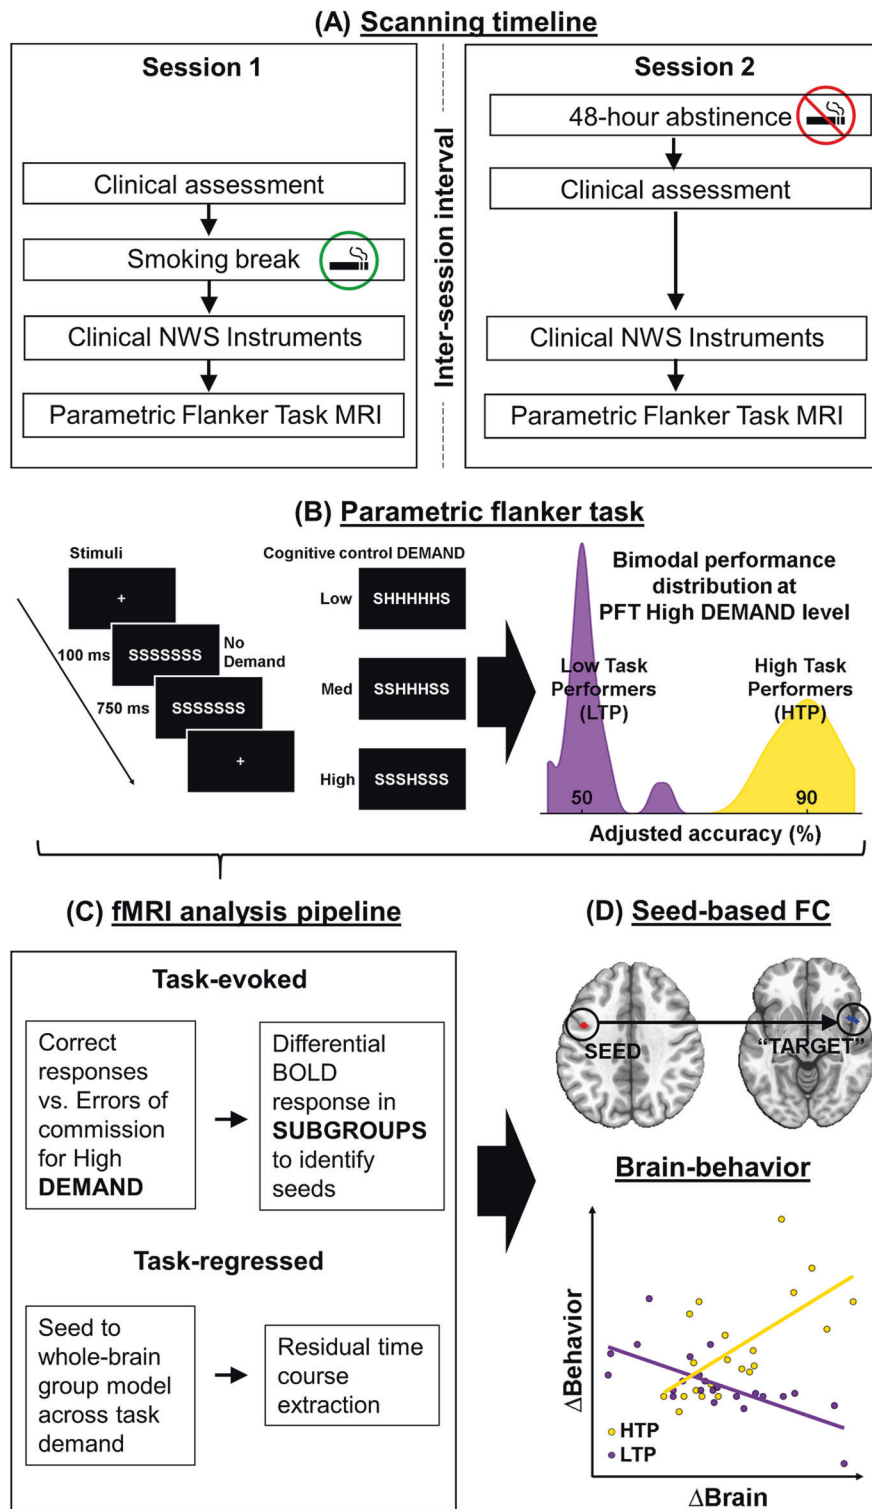 (A) Scanning timeline
Session 1
Clinical assessment
Smoking break
Clinical NWS Instruments
Parametric Flanker Task MRI
Inter-session interval
Session 2
48-hour abstinence
Clinical assessment
Clinical NWS Instruments
Parametric Flanker Task MRI
(B) Parametric flanker task
Stimuli
+
100 ms
SSSSSSS
No
Demand
750 ms
SSSSSSS
+
Cognitive control DEMAND
Low
SHHHHHS
Med
SSHHHSS
High
SSSHSSS
Bimodal performance
distribution at
PFT High DEMAND level
Low Task
Performers
(LTP)
High Task
Performers
(HTP)
50
90
Adjusted accuracy (%)
(C) fMRI analysis pipeline
Task-evoked
Correct
responses
vs. Errors of
commission
for High
DEMAND
Differential
BOLD
response in
SUBGROUPS
to identify
seeds
Task-regressed
Seed to
whole-brain
group model
across task
demand
Residual time
course
extraction
(D) Seed-based FC
SEED
“TARGET”
Brain-behavior
ΔBehavior
HTP
LTP
ΔBrain